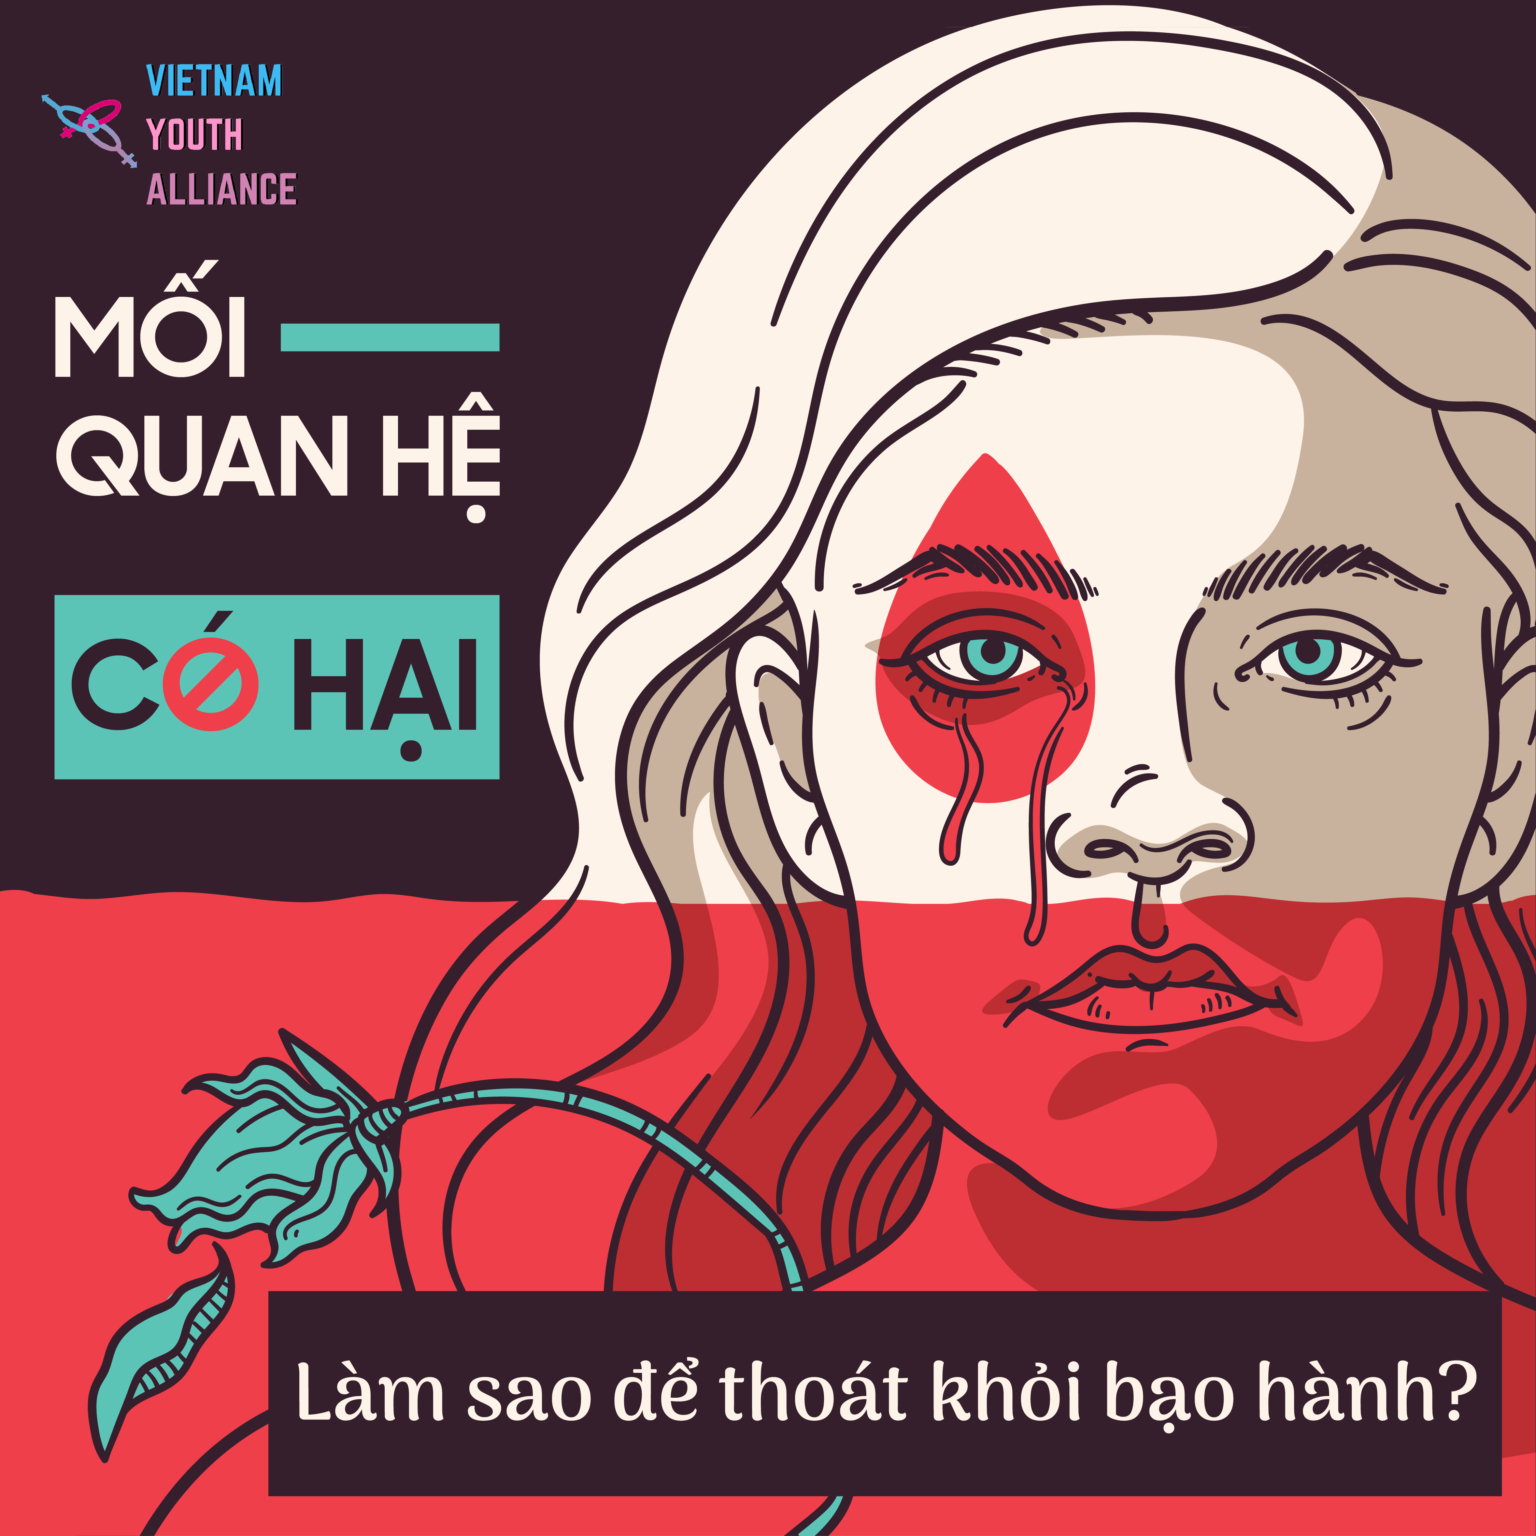 VIETNAM
YOUTH
ALLIANCE
MỐI
QUAN HỆ
CÓ HẠI
Làm sao để thoát khỏi bạo hành?